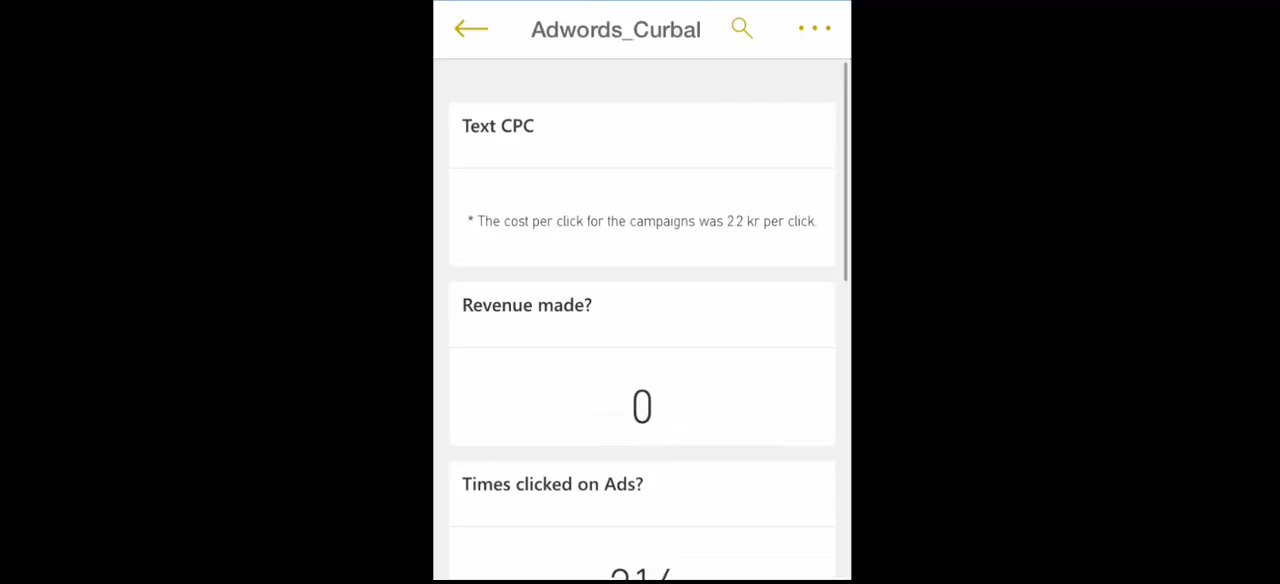 Adwords_Curbal
Text CPC
* The cost per click for the campaigns was 2.2 kr per click.
Revenue made?
0
Times clicked on Ads?